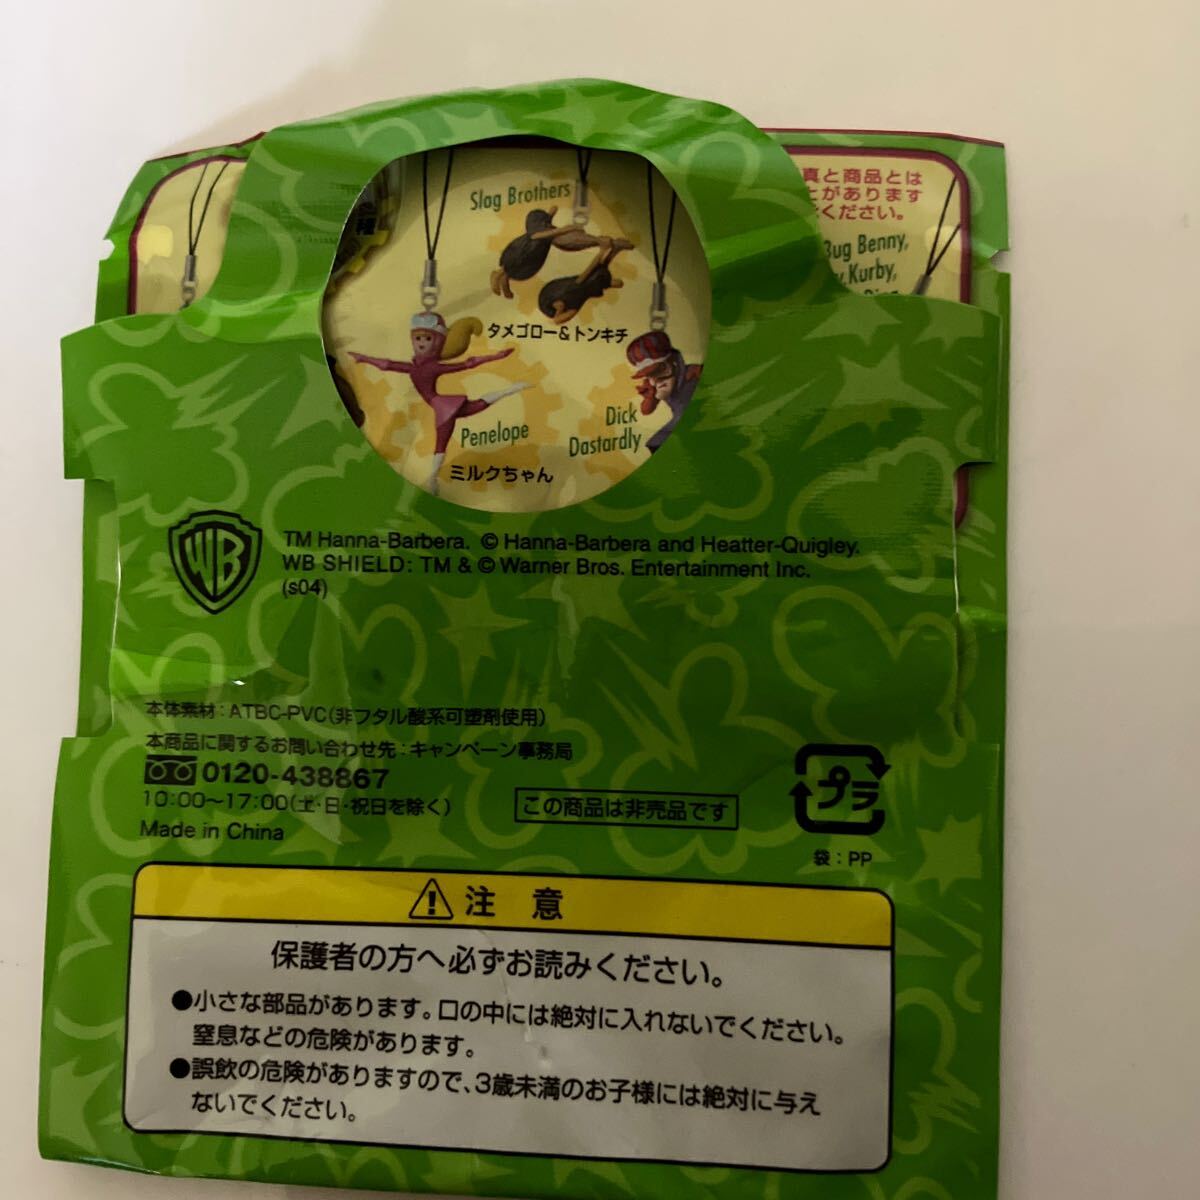 Slag Brothers
タメゴロー&トンキチ
Penelope
ミルクちゃん
Dick
Dastardly
種
真と商品とは
とがあります
ください。
Bug Benny,
Kurby,
WB
TM Hanna-Barbera. © Hanna-Barbera and Heatter-Quigley.
WB SHIELD: TM & © Warner Bros. Entertainment Inc.
(s04)
本体素材:ATBC-PVC(非フタル酸系可塑剤使用)
本商品に関するお問い合わせ先:キャンペーン事務局
0120-438867
10:00〜17:00(土・日・祝日を除く)
Made in China
この商品は非売品です
プラ
袋:PP
注 意
保護者の方へ必ずお読みください。
●小さな部品があります。口の中には絶対に入れないでください。
窒息などの危険があります。
●誤飲の危険がありますので、3歳未満のお子様には絶対に与え
ないでください。